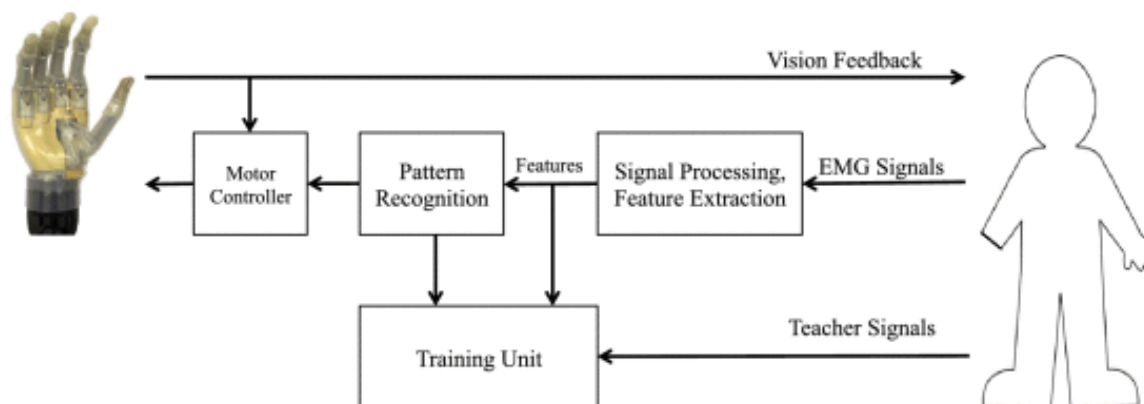 Vision Feedback
Motor
Controller
Pattern
Recognition
Features
Signal Processing,
Feature Extraction
EMG Signals
Teacher Signals
Training Unit